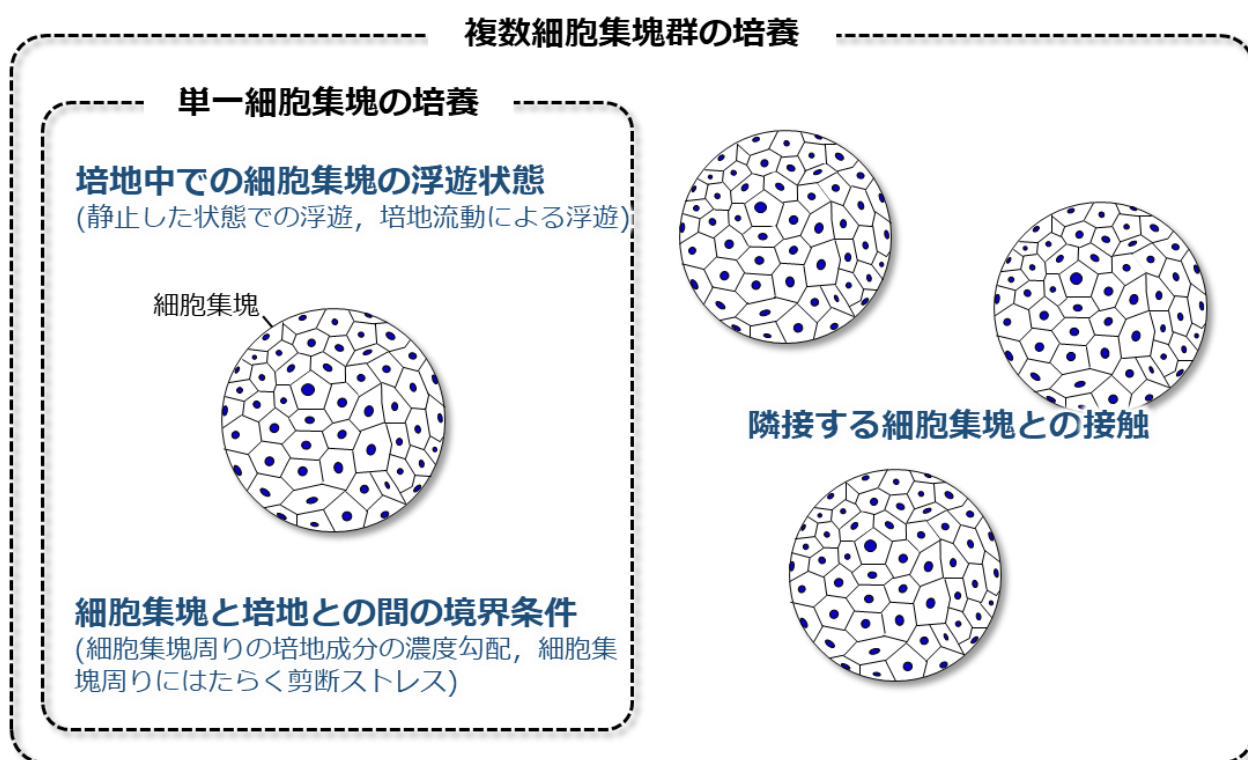 複数細胞集塊群の培養
単一細胞集塊の培養
培地中での細胞集塊の浮遊状態
(静止した状態での浮遊，培地流動による浮遊)
細胞集塊
細胞集塊と培地との間の境界条件
(細胞集塊周りの培地成分の濃度勾配，細胞集
塊周りにはたらく剪断ストレス)
隣接する細胞集塊との接触